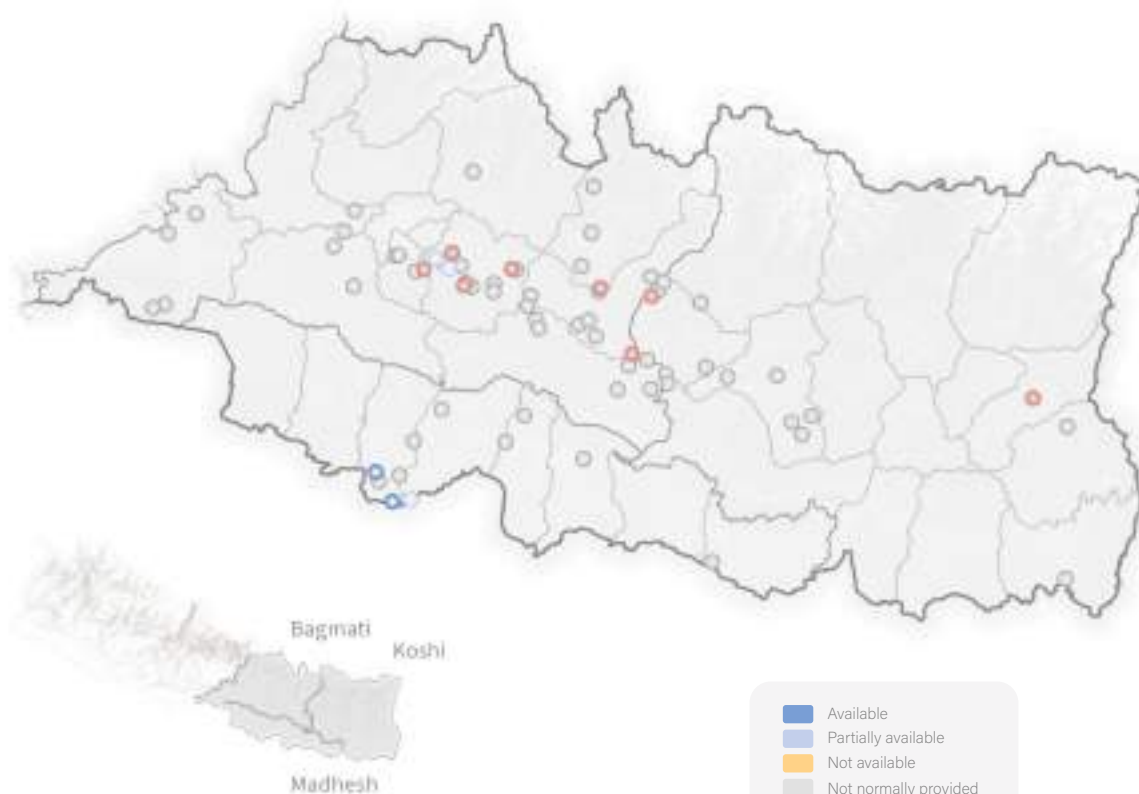 Bagmati
Koshi
Madhesh
Available
Partially available
Not available
Not normally provided